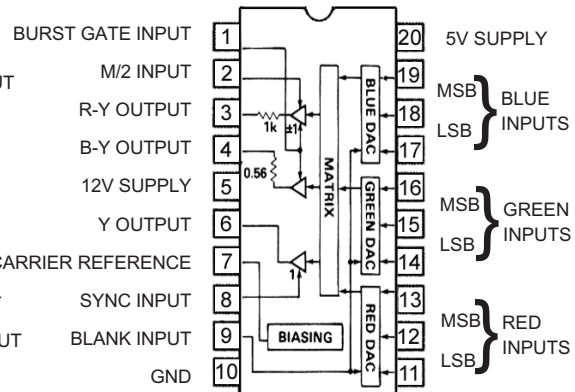 BURST GATE INPUT 1
M/2 INPUT 2
UT
R-Y OUTPUT 3
B-Y OUTPUT 4
12V SUPPLY 5
Y OUTPUT 6
CARRIER REFERENCE 7
SYNC INPUT 8
UT BLANK INPUT 9
GND 10
1k
±1
0.56
1
MATRIX
BIASING
BLUE DAC
GREEN DAC
RED DAC
20 5V SUPPLY
19
MSB
18
LSB
17
BLUE
INPUTS
16
MSB
15
LSB
14
GREEN
INPUTS
13
MSB
12
LSB
11
RED
INPUTS